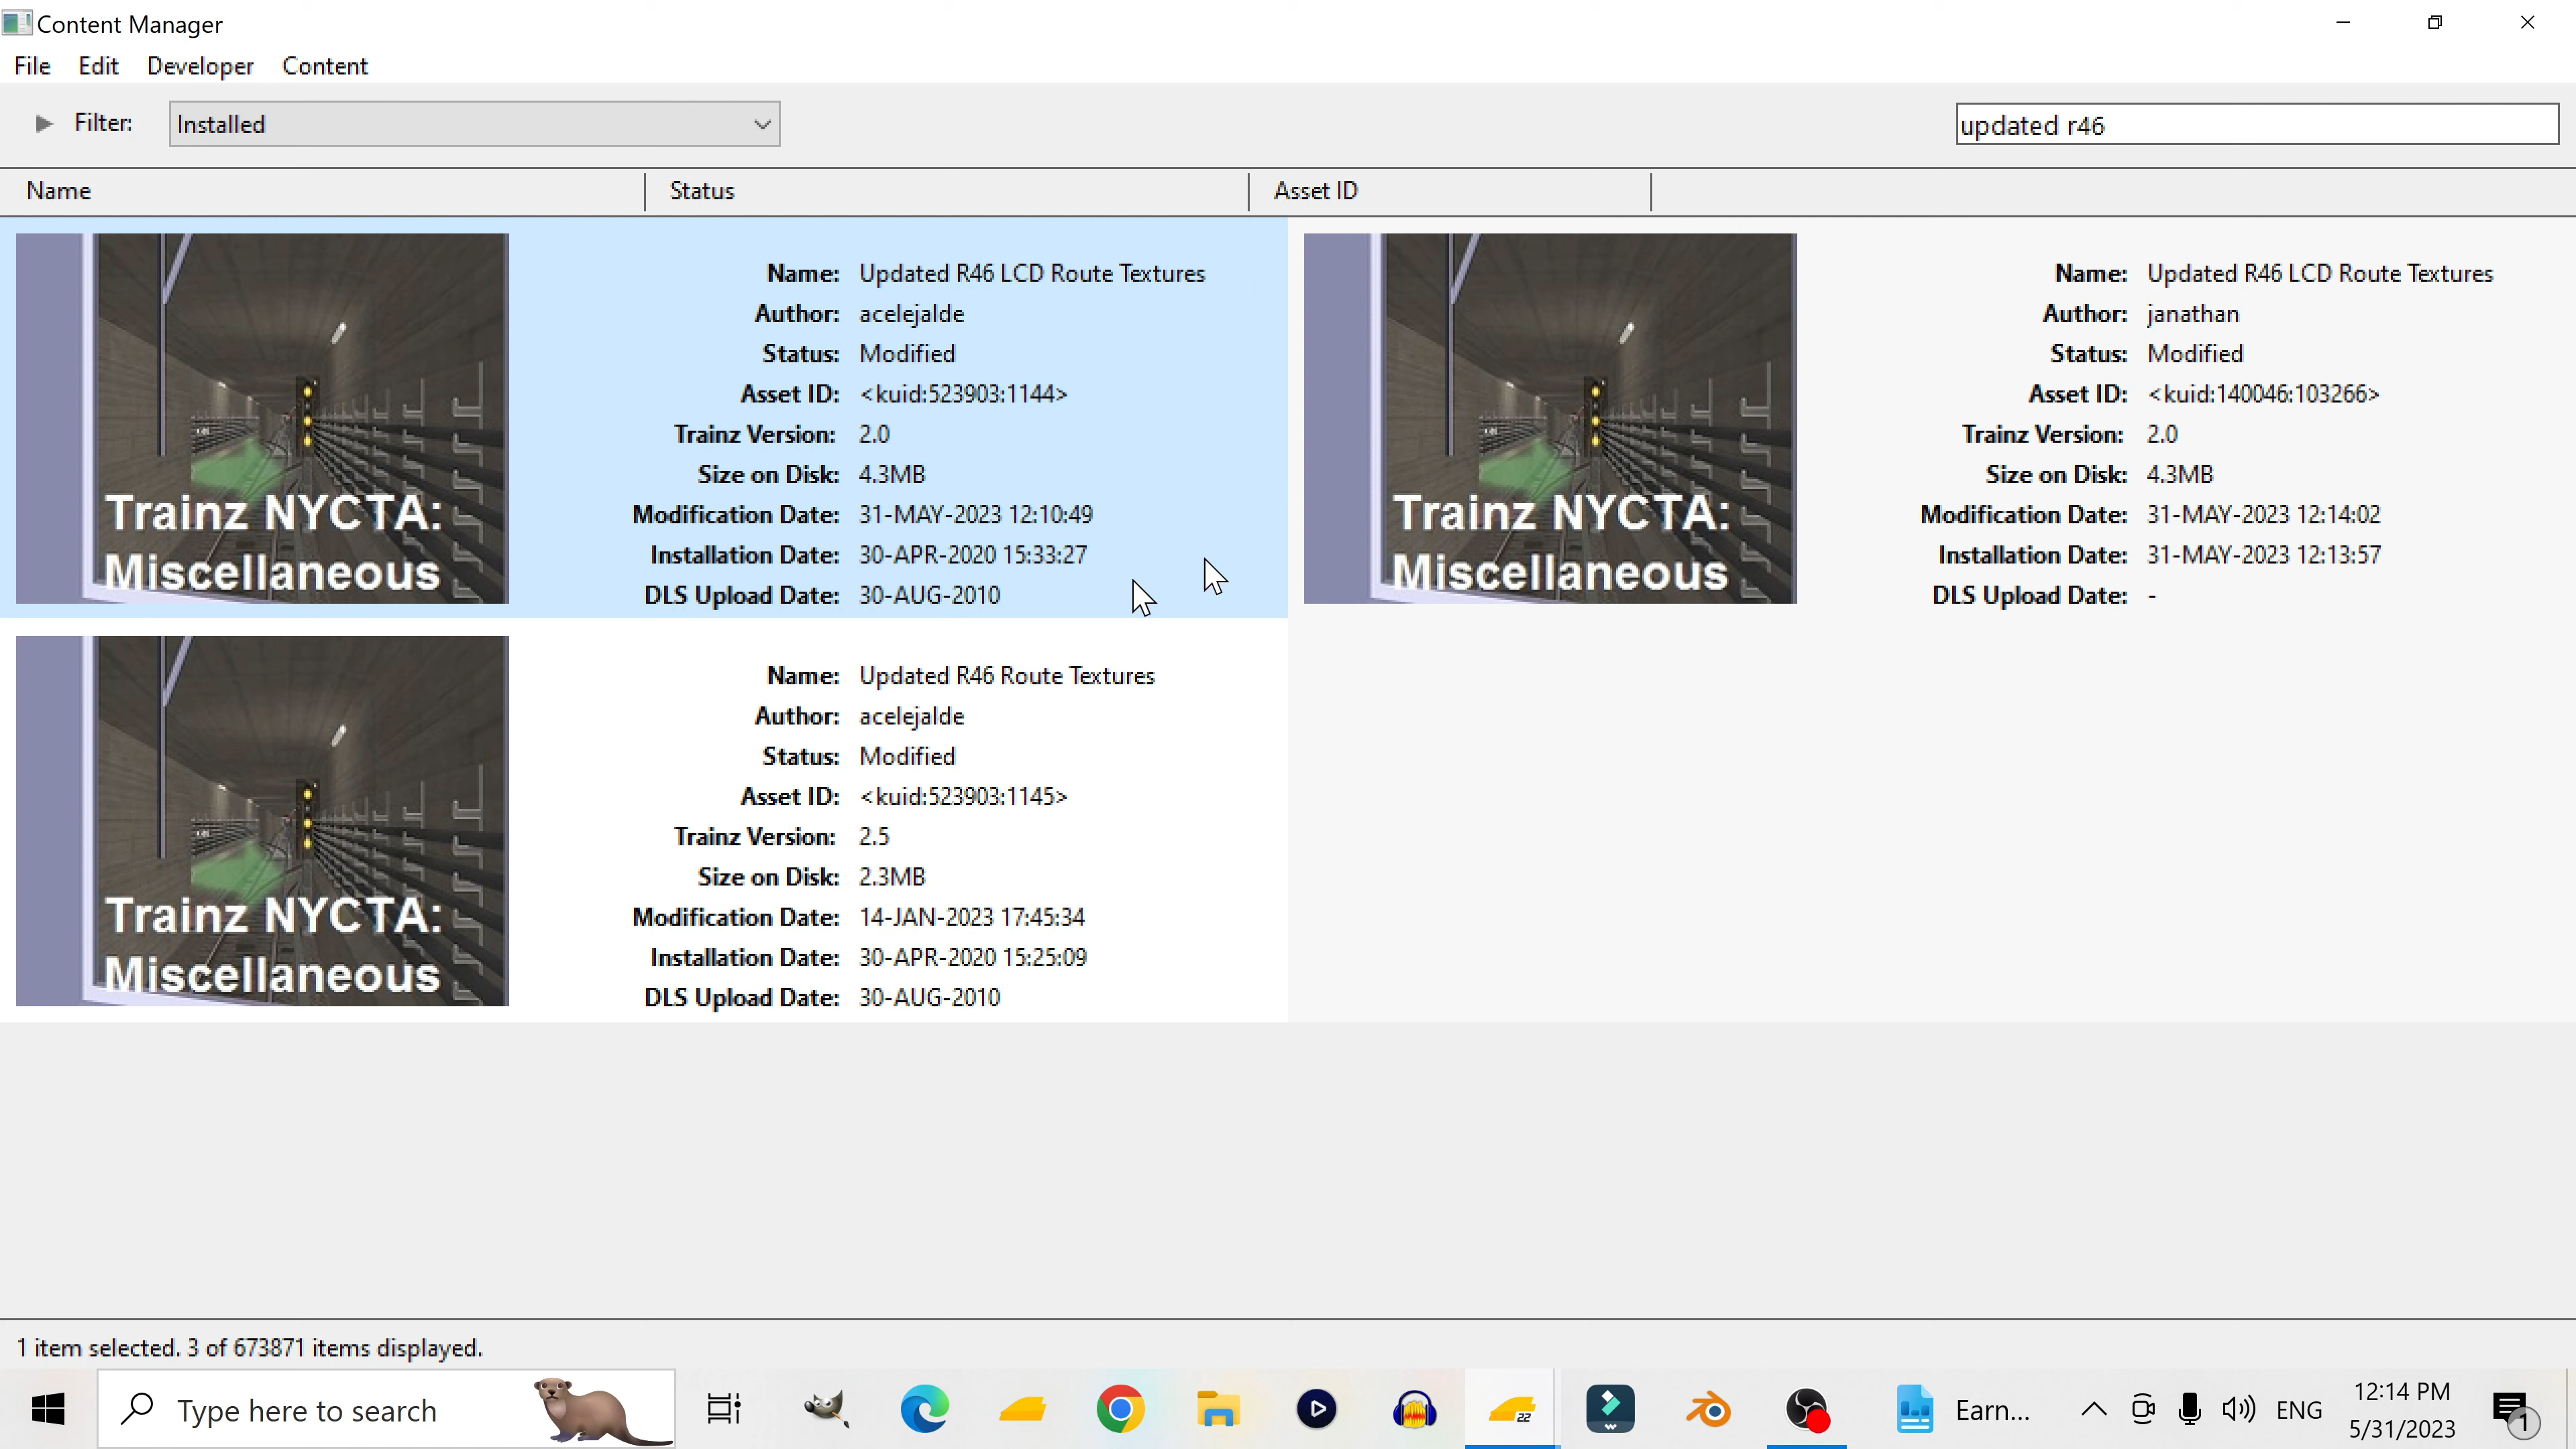 Content Manager
File Edit Developer Content
Filter: Installed
updated r46
Name Status Asset ID
Trainz NYCTA:
Miscellaneous
Name: Updated R46 LCD Route Textures
Author: acelejalde
Status: Modified
Asset ID: <kuid:523903:1144>
Trainz Version: 2.0
Size on Disk: 4.3MB
Modification Date: 31-MAY-2023 12:10:49
Installation Date: 30-APR-2020 15:33:27
DLS Upload Date: 30-AUG-2010
Trainz NYCTA:
Miscellaneous
Name: Updated R46 LCD Route Textures
Author: janathan
Status: Modified
Asset ID: <kuid:140046:103266>
Trainz Version: 2.0
Size on Disk: 4.3MB
Modification Date: 31-MAY-2023 12:14:02
Installation Date: 31-MAY-2023 12:13:57
DLS Upload Date: -
Trainz NYCTA:
Miscellaneous
Name: Updated R46 Route Textures
Author: acelejalde
Status: Modified
Asset ID: <kuid:523903:1145>
Trainz Version: 2.5
Size on Disk: 2.3MB
Modification Date: 14-JAN-2023 17:45:34
Installation Date: 30-APR-2020 15:25:09
DLS Upload Date: 30-AUG-2010
1 item selected. 3 of 673871 items displayed.
Type here to search
22
Earn...
ENG
12:14 PM
5/31/2023
1